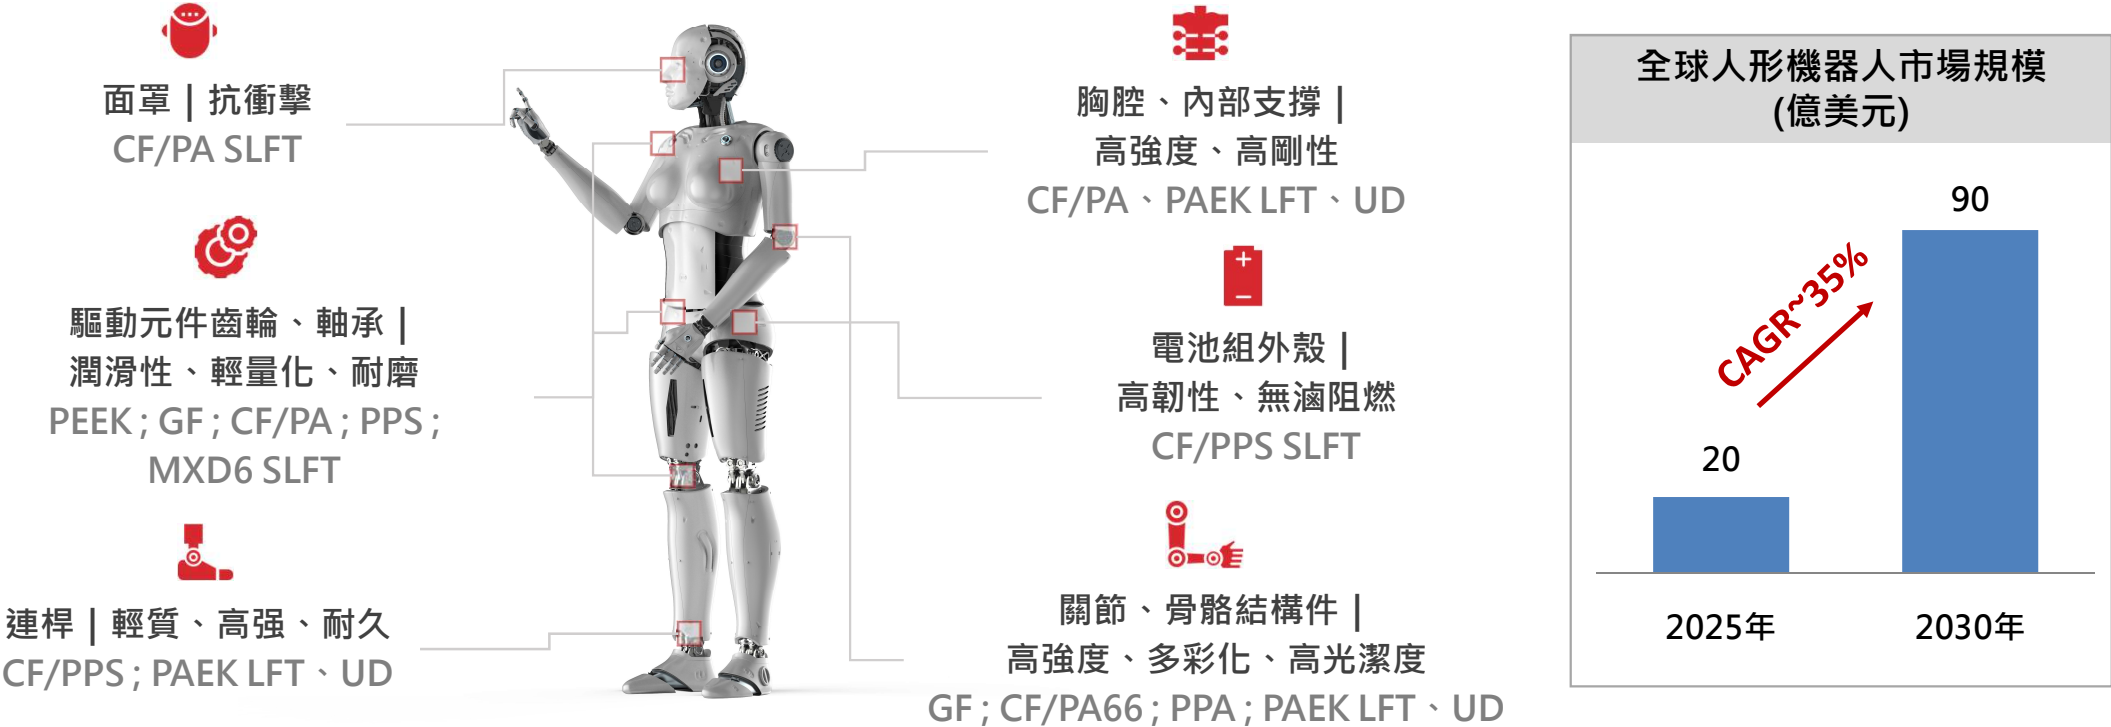 面罩 | 抗衝擊
CF/PA SLFT
驅動元件齒輪、軸承 |
潤滑性、輕量化、耐磨
PEEK ; GF ; CF/PA ; PPS ;
MXD6 SLFT
連桿 | 輕質、高强、耐久
CF/PPS ; PAEK LFT、UD
胸腔、內部支撐 |
高強度、高剛性
CF/PA、PAEK LFT、UD
電池組外殼 |
高韌性、無滷阻燃
CF/PPS SLFT
關節、骨骼結構件 |
高強度、多彩化、高光潔度
GF ; CF/PA66 ; PPA ; PAEK LFT、UD
全球人形機器人市場規模
(億美元)
90
CAGR~35%
20
2025年
2030年